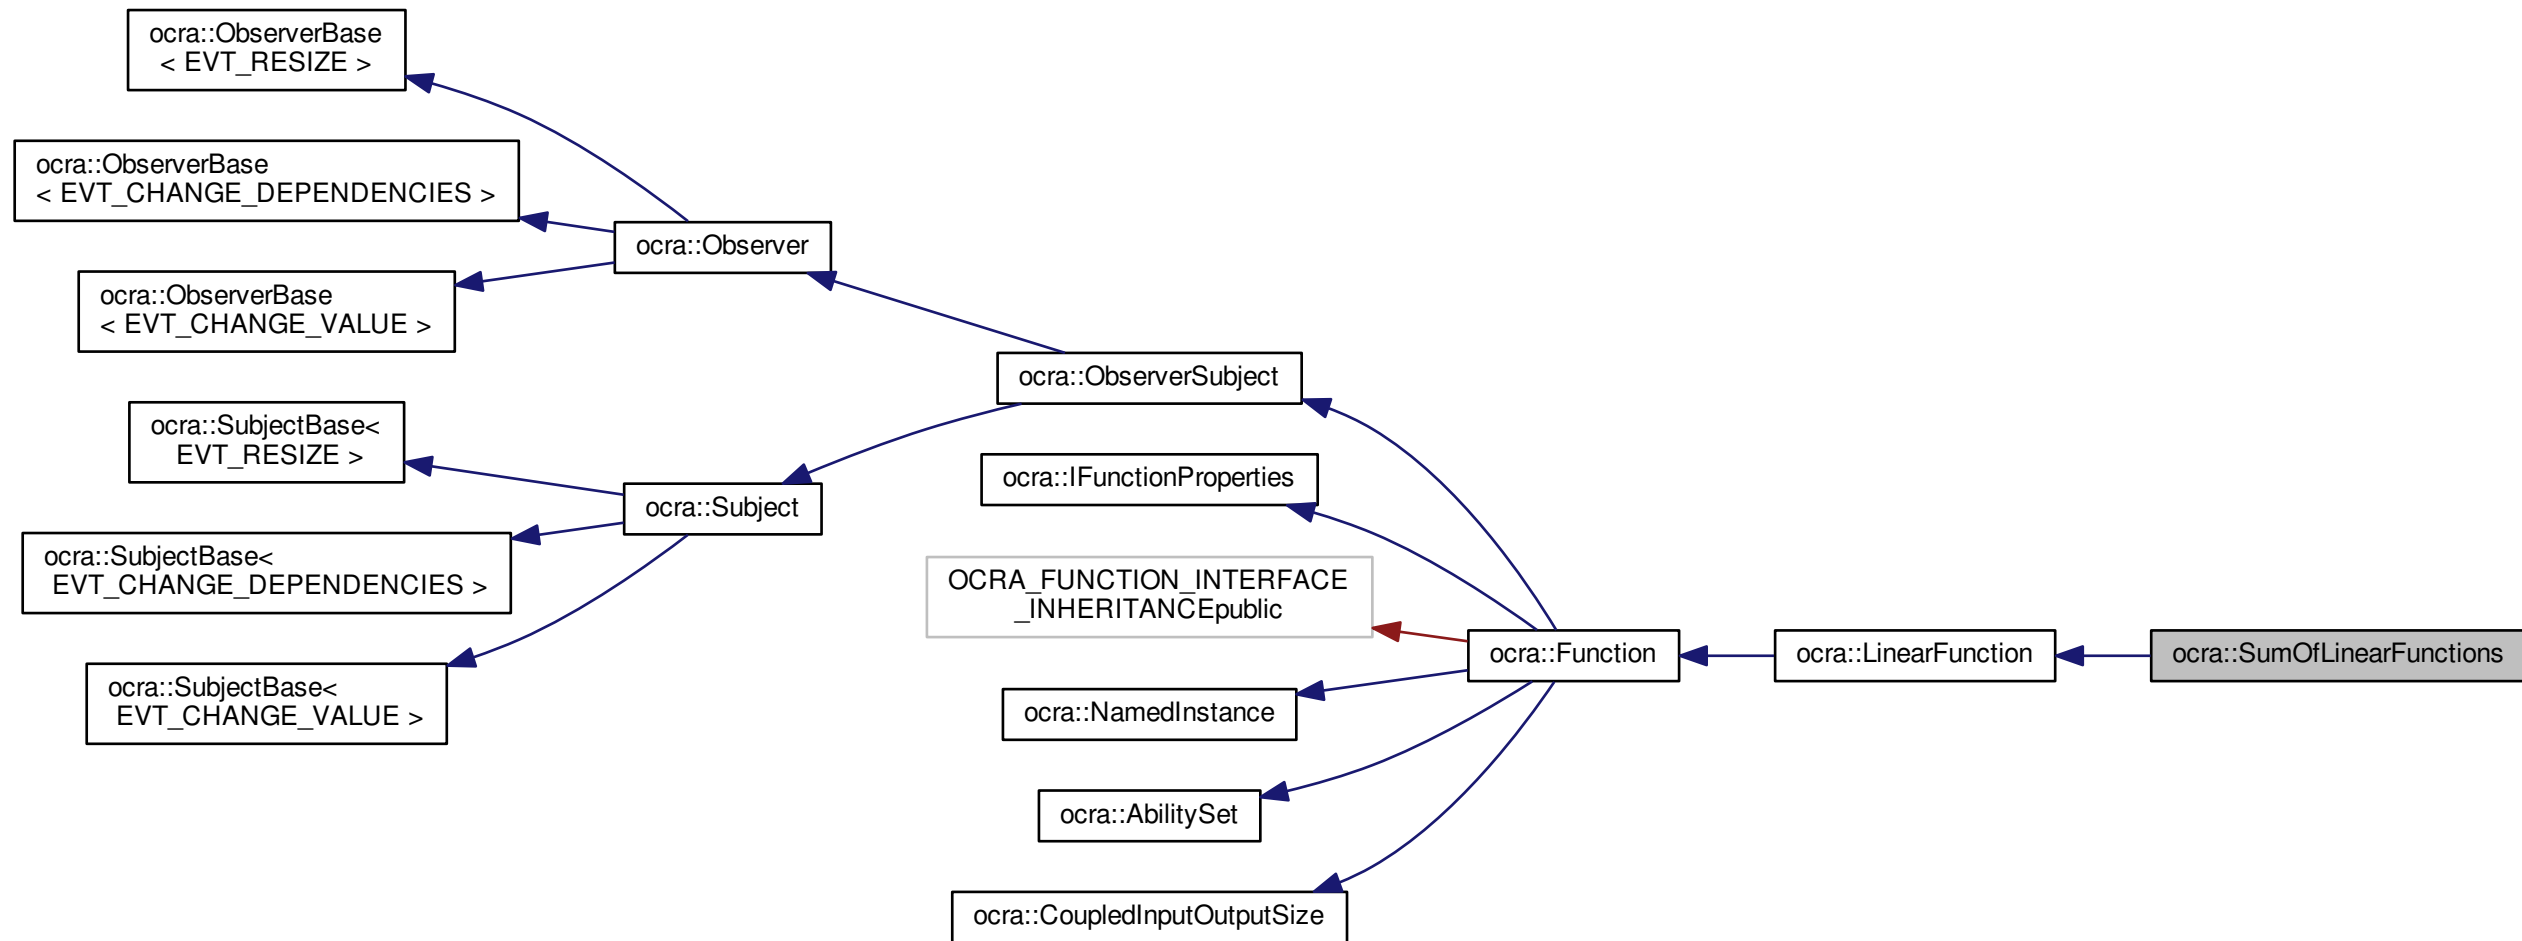 ocra::ObserverBase
< EVT_RESIZE >
ocra::ObserverBase
< EVT_CHANGE_DEPENDENCIES >
ocra::Observer
ocra::ObserverBase
< EVT_CHANGE_VALUE >
ocra::ObserverSubject
ocra::SubjectBase<
EVT_RESIZE >
ocra::IFunctionProperties
ocra::Subject
ocra::SubjectBase<
EVT_CHANGE_DEPENDENCIES >
OCRA_FUNCTION_INTERFACE
_INHERITANCEpublic
ocra::Function
ocra::LinearFunction
ocra::SumOfLinearFunctions
ocra::SubjectBase<
EVT_CHANGE_VALUE >
ocra::NamedInstance
ocra::AbilitySet
ocra::CoupledInputOutputSize